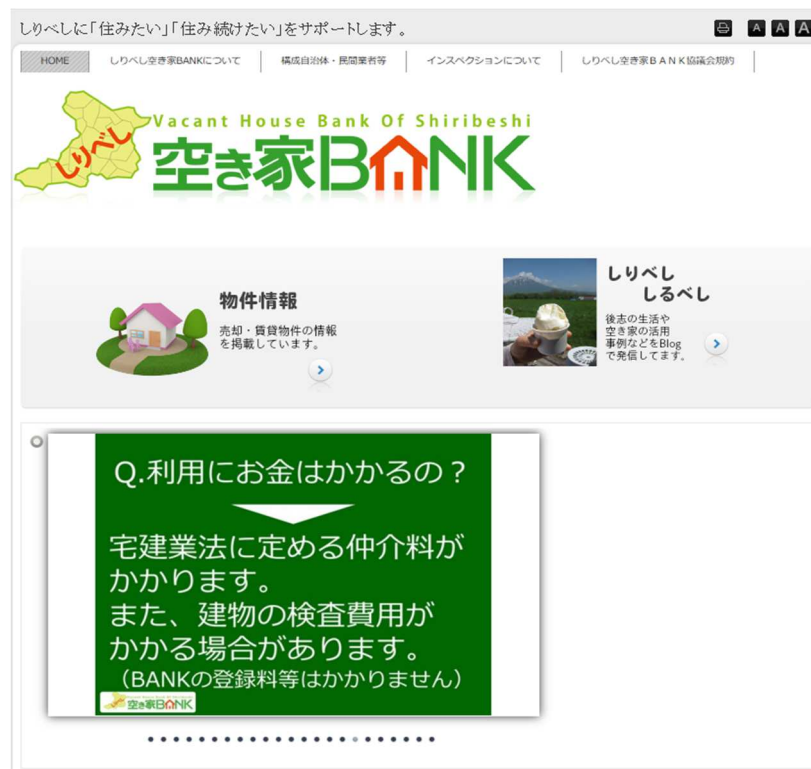 しりべしに「住みたい」「住み続けたい」をサポートします。
A A A
HOME しりべし空き家BANKについて 構成自治体・民間業者等 インスペクションについて しりべし空き家BANK協議会規約
しりべし
Vacant House Bank Of Shiribeshi
空き家BANK
物件情報
売却・賃貸物件の情報
を掲載しています。
しりべし
しるべし
後志の生活や
空き家の活用
事例などをBlog
で発信してます。
Q.利用にお金はかかるの？
宅建業法に定める仲介料が
かかります。
また、建物の検査費用が
かかる場合があります。
（BANKの登録料等はかかりません）
空き家BANK